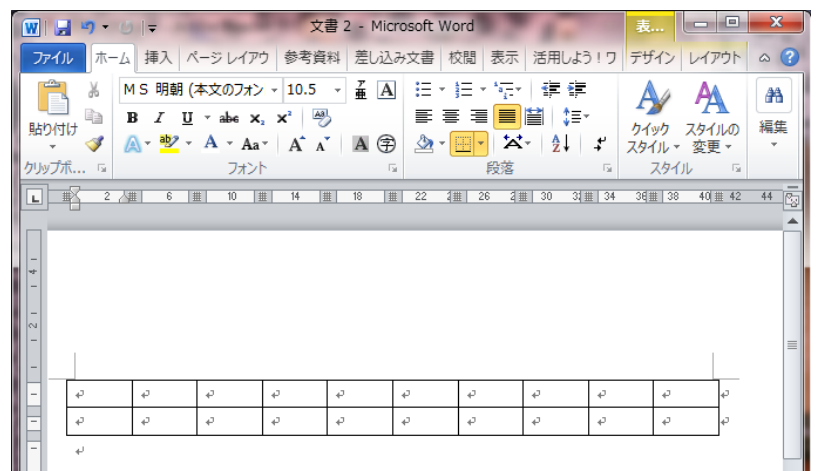 文書 2 - Microsoft Word
表...
ファイル ホーム 挿入 ページ レイアウ 参考資料 差し込み文書 校閲 表示 活用しよう！ワ デザイン レイアウト
貼り付け
クリップボ...
ＭＳ 明朝 (本文のフォン 10.5
B I U abe x₂ x²
A Aa A A A 字
フォント
段落
クイック スタイル
スタイルの 変更
スタイル
編集
L 2 6 10 14 18 22 26 30 34 36 38 40 42 44
4
2